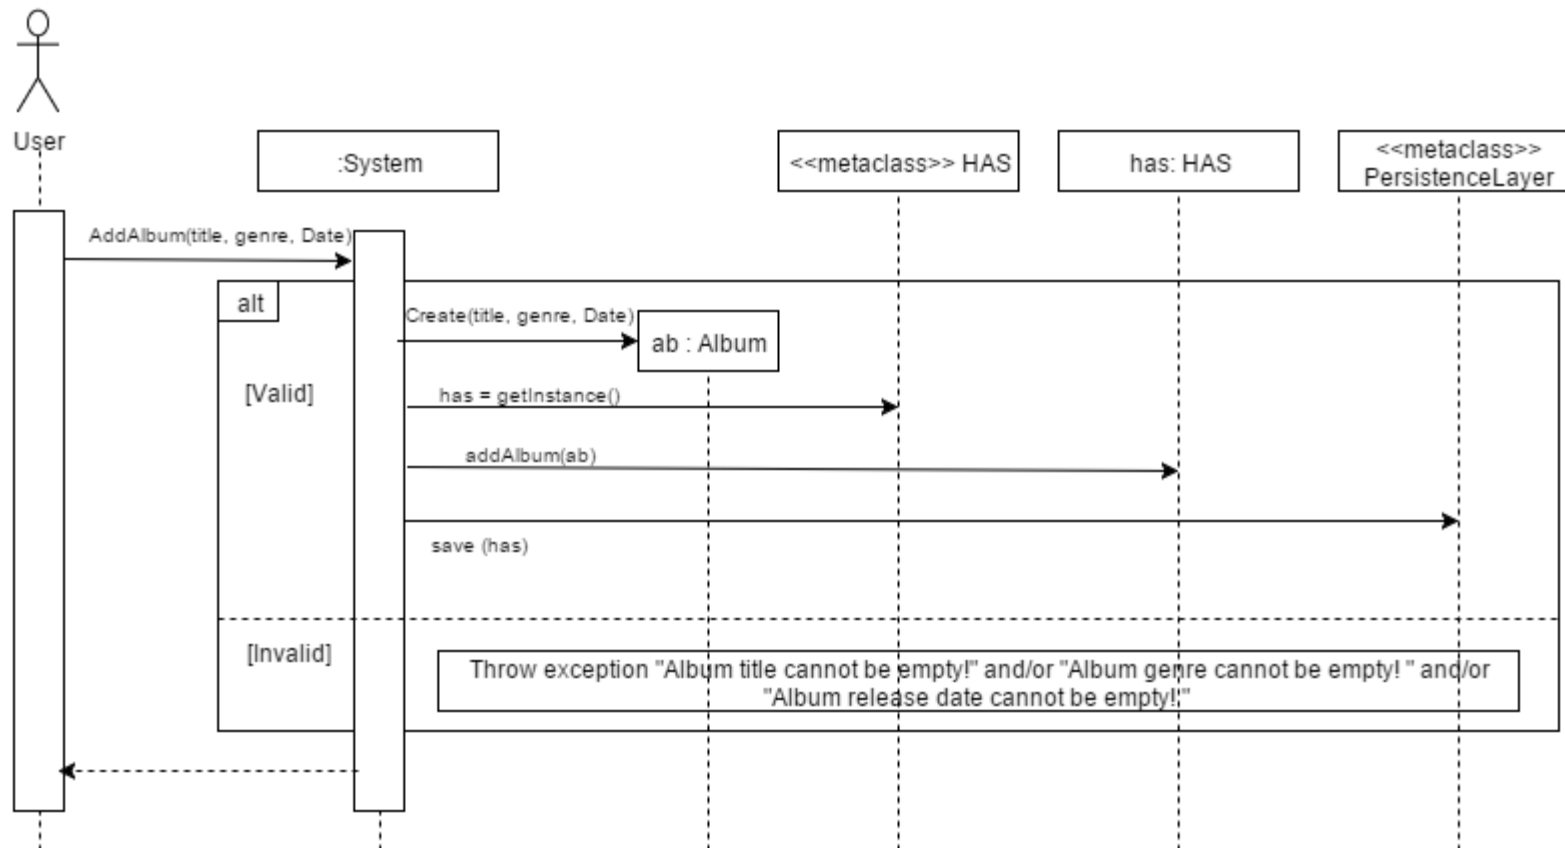 User
:System
<<metaclass>> HAS
has: HAS
<<metaclass>>
PersistenceLayer
AddAlbum(title, genre, Date)
alt
Create(title, genre, Date)
ab : Album
[Valid]
has = getInstance()
addAlbum(ab)
save (has)
[Invalid]
Throw exception "Album title cannot be empty!" and/or "Album genre cannot be empty! " and/or
"Album release date cannot be empty!"